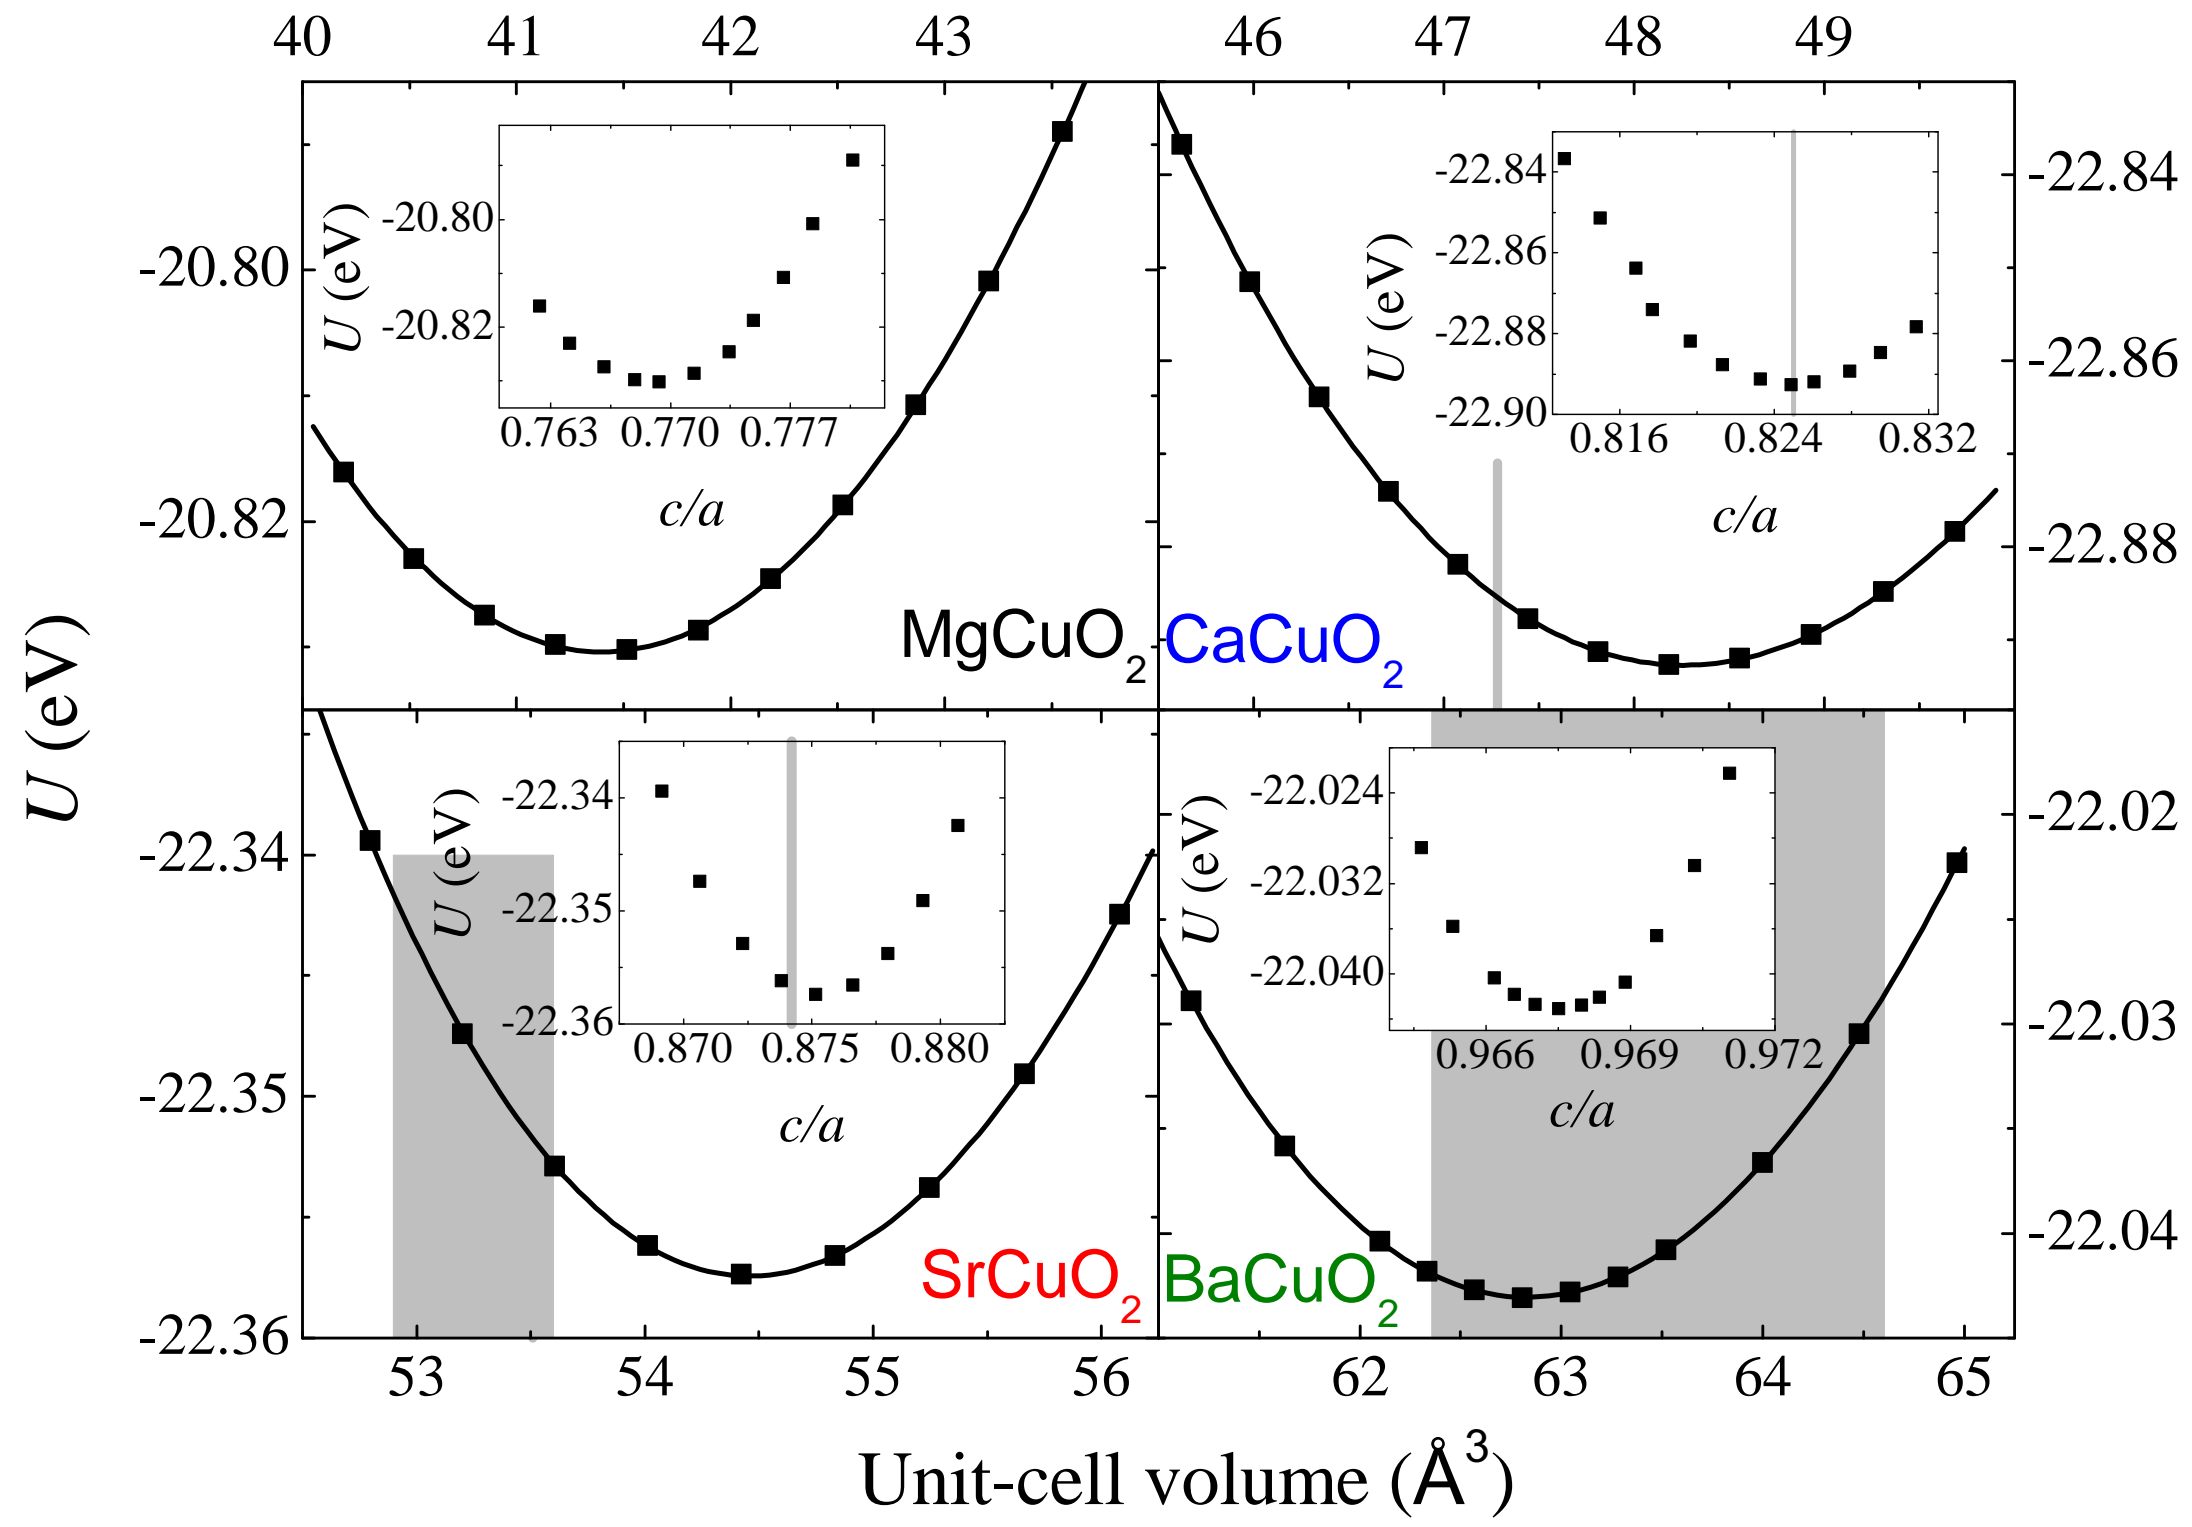 40 41 42 43 46 47 48 49
U (eV)
-20.80
-20.82
U (eV)
-20.80
-20.82
0.763 0.770 0.777
c/a
MgCuO2
U (eV)
-22.84
-22.86
-22.88
-22.90
0.816 0.824 0.832
c/a
CaCuO2
-22.84
-22.86
-22.88
-22.34
-22.35
-22.36
U (eV)
-22.34
-22.35
-22.36
0.870 0.875 0.880
c/a
SrCuO2
U (eV)
-22.024
-22.032
-22.040
0.966 0.969 0.972
c/a
BaCuO2
-22.02
-22.03
-22.04
53 54 55 56 62 63 64 65
Unit-cell volume (Å3)